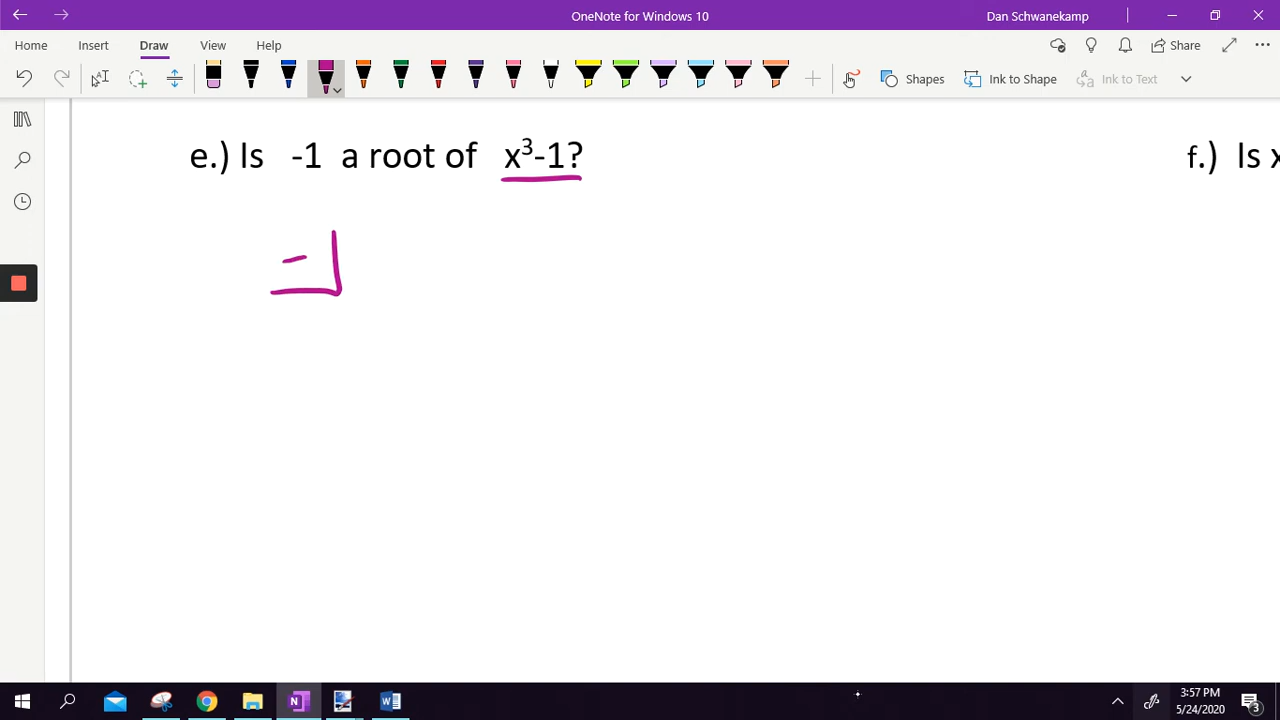 OneNote for Windows 10
Dan Schwanekamp
Home Insert Draw View Help
Share
Shapes Ink to Shape Ink to Text
e.) Is -1 a root of x³-1?
f.) Is x
-
3:57 PM
5/24/2020
3